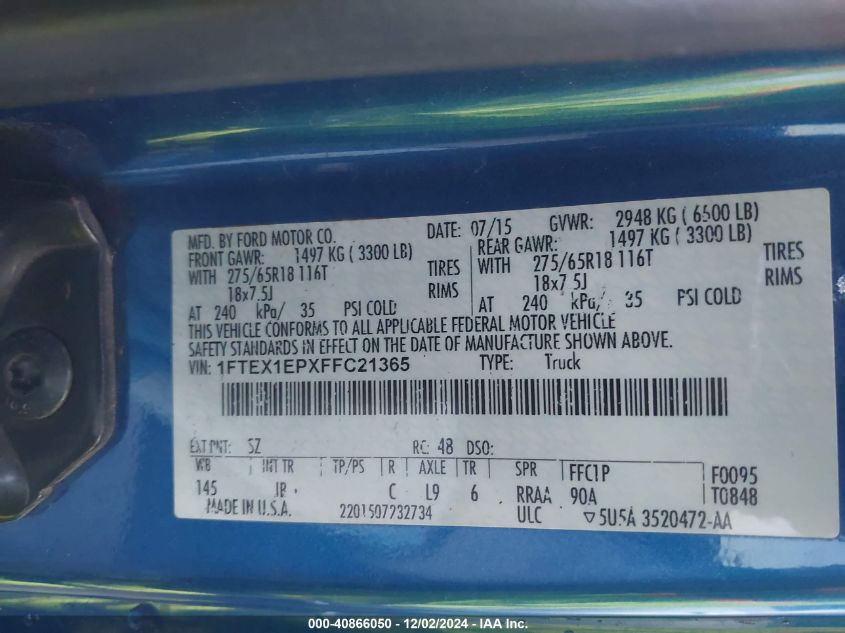 MFD. BY FORD MOTOR CO. DATE: 07/15 GVWR: 2948 KG ( 6500 LB)
FRONT GAWR: 1497 KG ( 3300 LB) REAR GAWR: 1497 KG ( 3300 LB)
WITH 275/65R18 116T TIRES WITH 275/65R18 116T TIRES
18x7.5J RIMS 18x7.5J RIMS
AT 240 kPa/ 35 PSI COLD AT 240 kPa/ 35 PSI COLD
THIS VEHICLE CONFORMS TO ALL APPLICABLE FEDERAL MOTOR VEHICLE
SAFETY STANDARDS IN EFFECT ON THE DATE OF MANUFACTURE SHOWN ABOVE.
VIN: 1FTEX1EPXFFC21365 TYPE: Truck
EXT PNT: SZ RC: 48 DSO:
WB INT TR TP/PS R AXLE TR SPR FFC1P F0095
145 C L9 6 RRAA 90A T0848
MADE IN U.S.A. 2201507232734 ULC ▽5U5A 3520472-AA
000-40866050 - 12/02/2024 - IAA Inc.